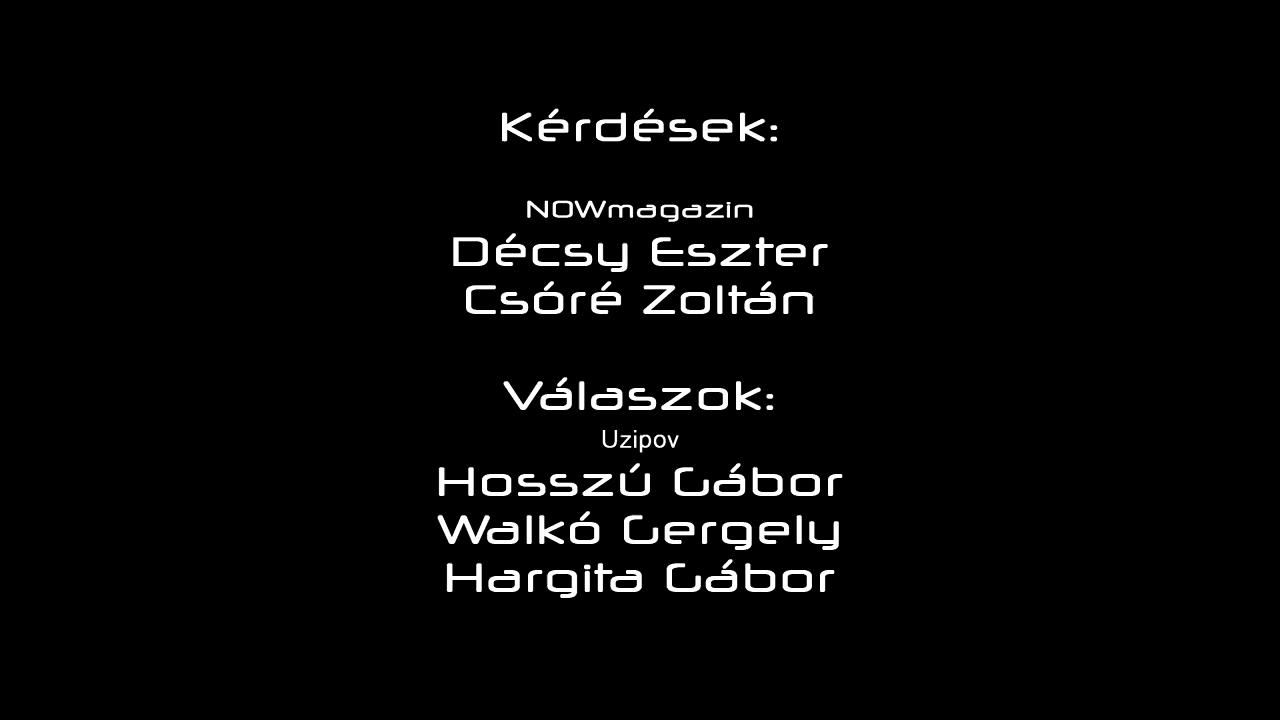 Kérdések:
NOWmagazin
Décsy Eszter
Csóré Zoltán
Válaszok:
Uzipov
Hosszú Gábor
Walkó Gergely
Hargita Gábor